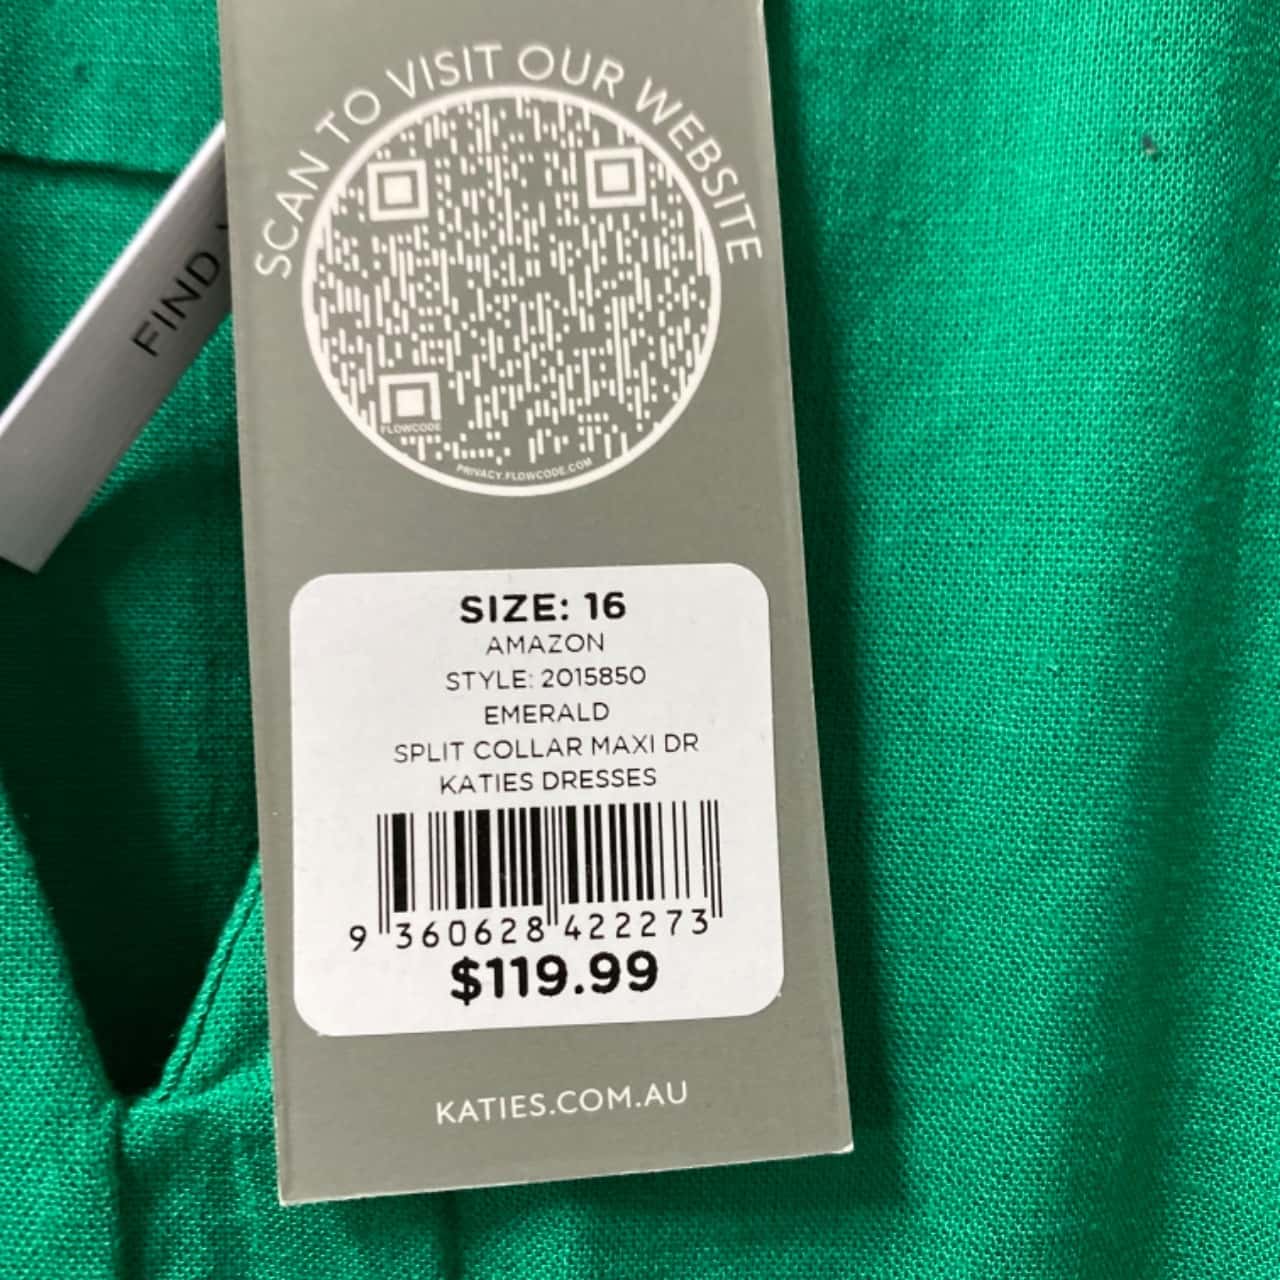 SCAN TO VISIT OUR WEBSITE
FLOWCODE
PRIVACY.FLOWCODE.COM
FIND
SIZE: 16
AMAZON
STYLE: 2015850
EMERALD
SPLIT COLLAR MAXI DR
KATIES DRESSES
9 360628 422273
$119.99
KATIES.COM.AU